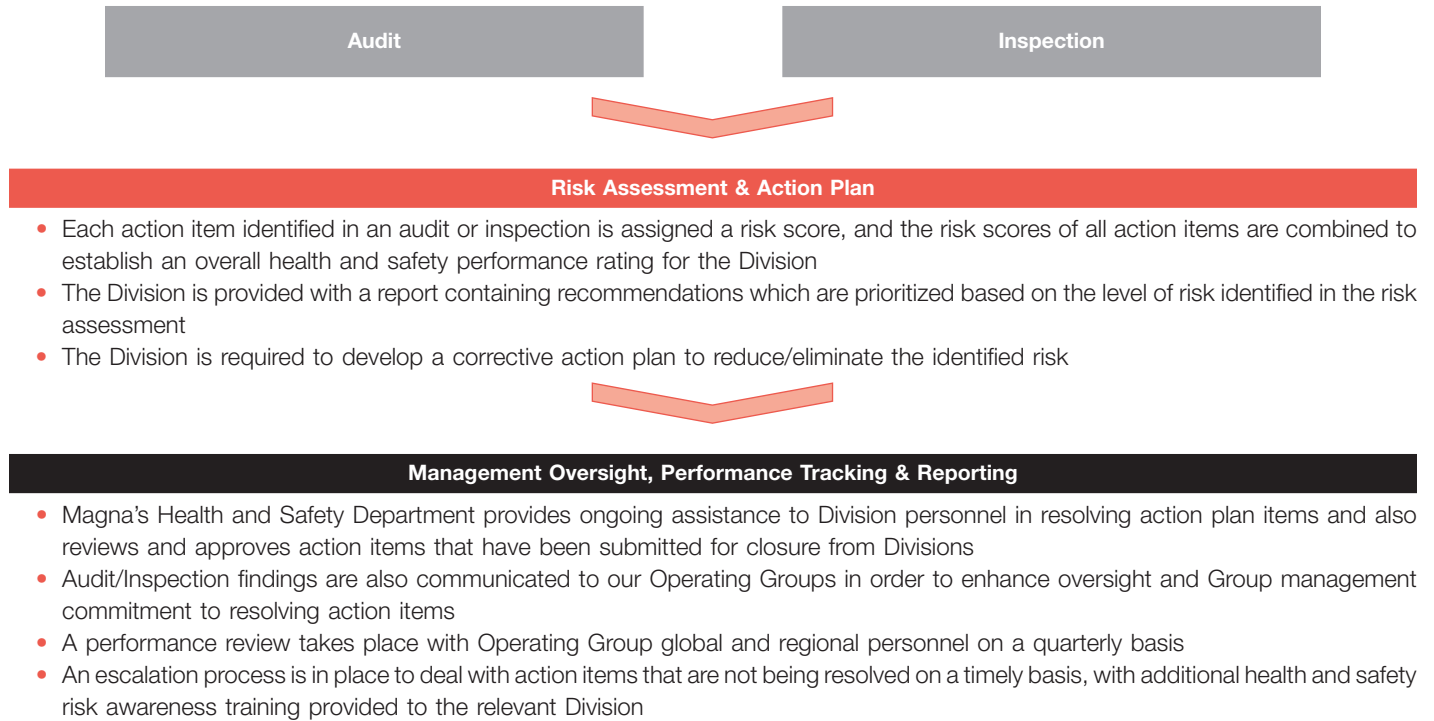 Audit
Inspection
Risk Assessment & Action Plan
• Each action item identified in an audit or inspection is assigned a risk score, and the risk scores of all action items are combined to
establish an overall health and safety performance rating for the Division
• The Division is provided with a report containing recommendations which are prioritized based on the level of risk identified in the risk
assessment
• The Division is required to develop a corrective action plan to reduce/eliminate the identified risk
Management Oversight, Performance Tracking & Reporting
• Magna's Health and Safety Department provides ongoing assistance to Division personnel in resolving action plan items and also
reviews and approves action items that have been submitted for closure from Divisions
• Audit/Inspection findings are also communicated to our Operating Groups in order to enhance oversight and Group management
commitment to resolving action items
• A performance review takes place with Operating Group global and regional personnel on a quarterly basis
• An escalation process is in place to deal with action items that are not being resolved on a timely basis, with additional health and safety
risk awareness training provided to the relevant Division